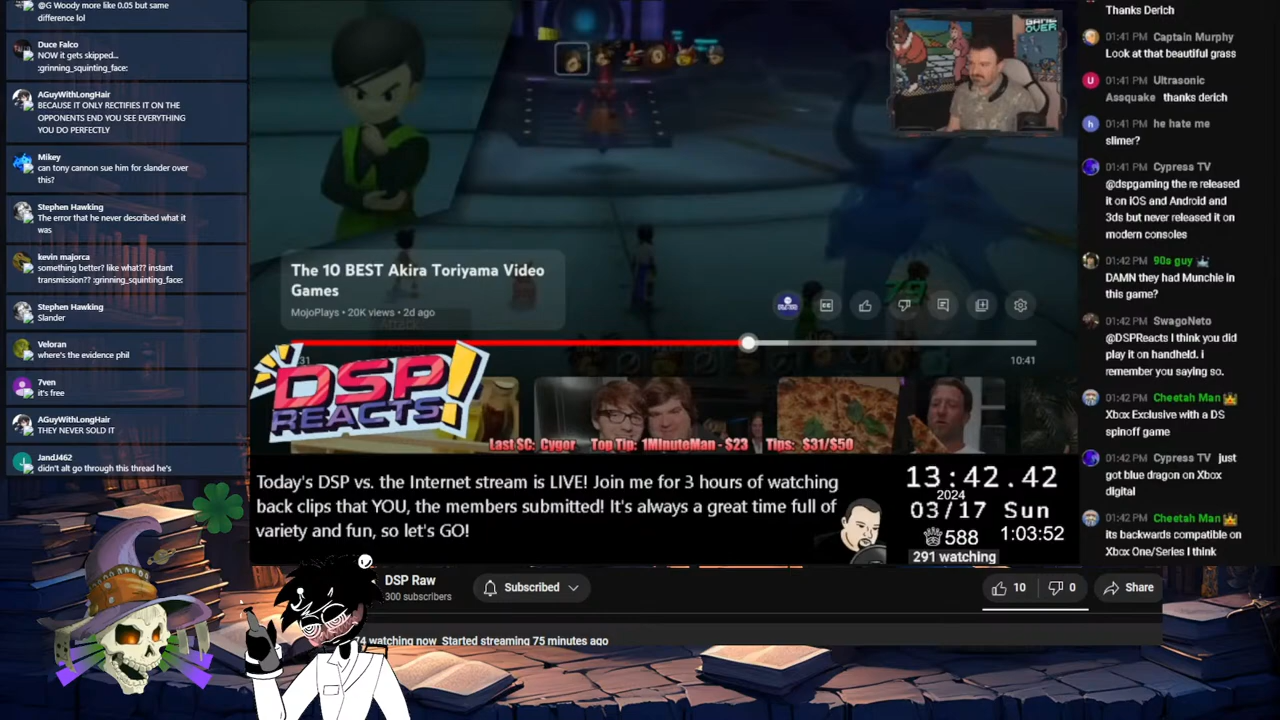 @G Woody more like 0.05 but same
difference lol
Duce Falco
NOW it gets skipped...
:grinning_squinting_face:
AGuyWithLongHair
BECAUSE IT ONLY RECTIFIES IT ON THE
OPPONENTS END YOU SEE EVERYTHING
YOU DO PERFECTLY
Mikey
can tony cannon sue him for slander over
this?
Stephen Hawking
The error that he never described what it
was
kevin majorca
something better? like what?? instant
transmission?? :grinning_squinting_face:
Stephen Hawking
Slander
Veloran
where's the evidence phil
7ven
it's free
AGuyWithLongHair
THEY NEVER SOLD IT
JandJ462
didn't alt go through this thread he's
GAME
OVER
The 10 BEST Akira Toriyama Video
Games
MojoPlays • 20K views • 2d ago
Attack
79
31
10:41
DSP
REACTS!
Last SC: Cygor Top Tip: 1MinuteMan - $23 Tips: $31/$50
Today's DSP vs. the Internet stream is LIVE! Join me for 3 hours of watching
back clips that YOU, the members submitted! It's always a great time full of
variety and fun, so let's GO!
13:42.42
2024
03/17 Sun
588
1:03:52
291 watching
DSP Raw
300 subscribers
Subscribed
10
0
Share
74 watching now Started streaming 75 minutes ago
Thanks Derich
01:41 PM Captain Murphy
Look at that beautiful grass
01:41 PM Ultrasonic
Assquake thanks derich
01:41 PM he hate me
slimer?
01:41 PM Cypress TV
@dspgaming the re released
it on iOS and Android and
3ds but never released it on
modern consoles
01:42 PM 90s guy
DAMN they had Munchie in
this game?
01:42 PM SwagoNeto
@DSPReacts I think you did
play it on handheld. i
remember you saying so.
01:42 PM Cheetah Man
Xbox Exclusive with a DS
spinoff game
01:42 PM Cypress TV just
got blue dragon on Xbox
digital
01:42 PM Cheetah Man
its backwards compatible on
Xbox One/Series I think